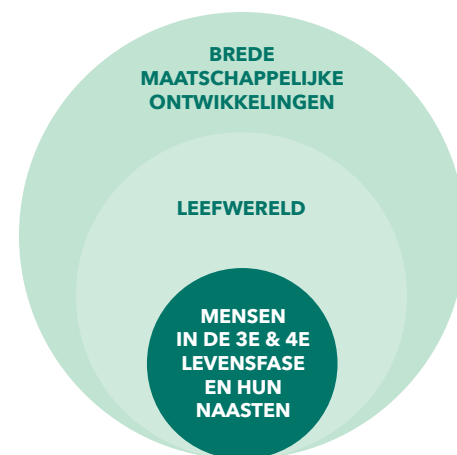 BREDE
MAATSCHAPPELIJKE
ONTWIKKELINGEN
LEEFWERELD
MENSEN
IN DE 3E & 4E
LEVENSFASE
EN HUN
NAASTEN